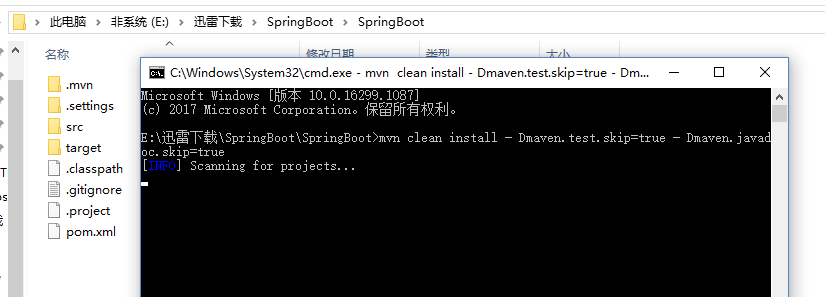 此电脑 > 非系统 (E:) > 迅雷下载 > SpringBoot > SpringBoot
名称
修改日期
类型
大小
.mvn
.settings
src
target
.classpath
.gitignore
.project
pom.xml
C:\Windows\System32\cmd.exe - mvn clean install - Dmaven.test.skip=true - Dm...
Microsoft Windows [版本 10.0.16299.1087]
(c) 2017 Microsoft Corporation。保留所有权利。
E:\迅雷下载\SpringBoot\SpringBoot>mvn clean install - Dmaven.test.skip=true - Dmaven.javad
oc.skip=true
[INFO] Scanning for projects...